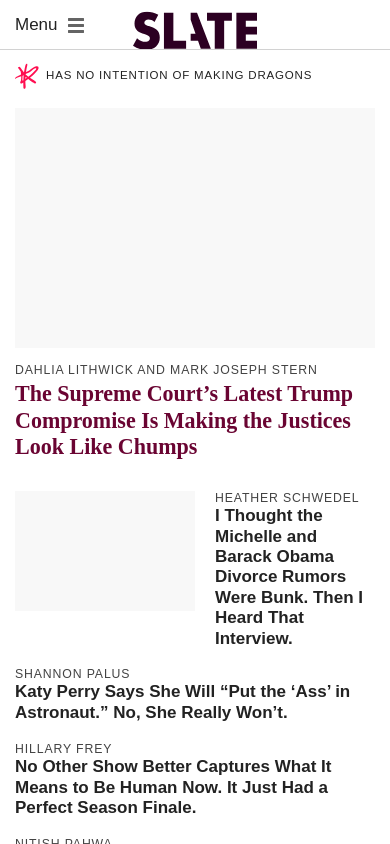 Menu
SLATE
HAS NO INTENTION OF MAKING DRAGONS
DAHLIA LITHWICK AND MARK JOSEPH STERN
The Supreme Court’s Latest Trump
Compromise Is Making the Justices
Look Like Chumps
HEATHER SCHWEDEL
I Thought the
Michelle and
Barack Obama
Divorce Rumors
Were Bunk. Then I
Heard That
Interview.
SHANNON PALUS
Katy Perry Says She Will “Put the ‘Ass’ in
Astronaut.” No, She Really Won’t.
HILLARY FREY
No Other Show Better Captures What It
Means to Be Human Now. It Just Had a
Perfect Season Finale.
NITISH PAHWA